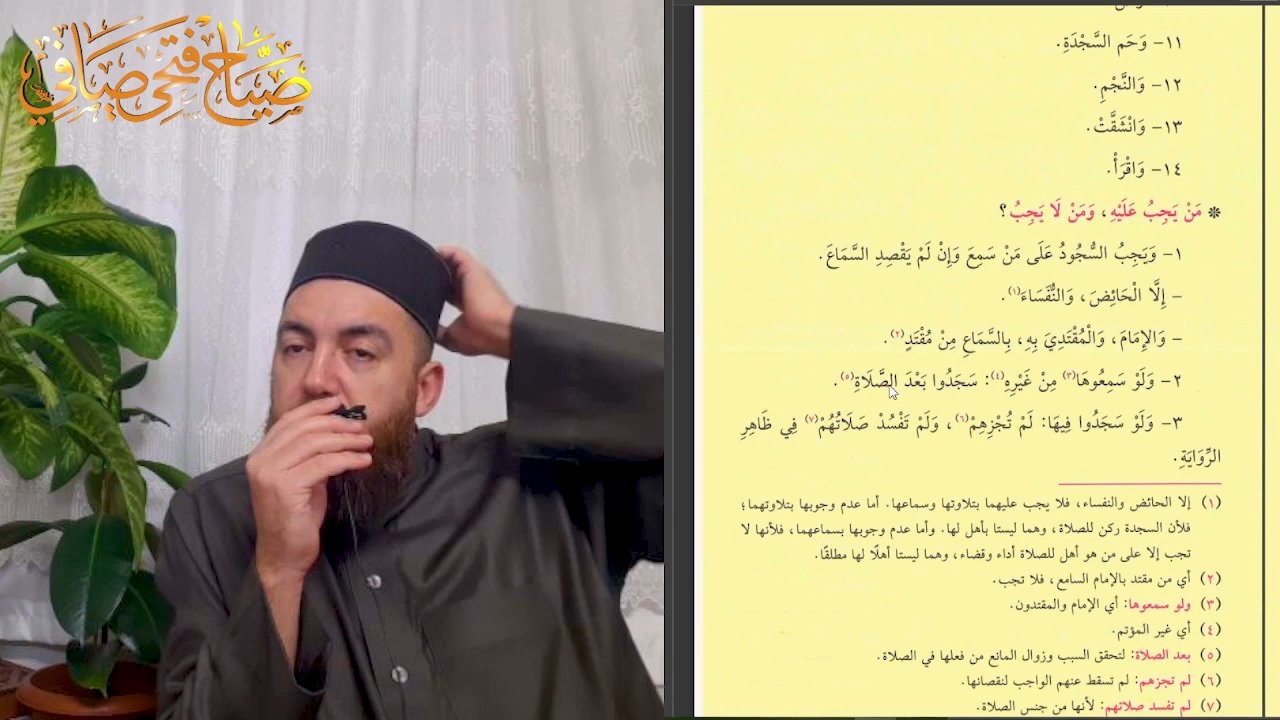 صباح فتحي صيافي
١١- وَحَم السَّجْدَةِ.
١٢- وَالنَّجْمِ.
١٣- وَانْشَقَّتْ.
١٤- وَاقْرَأْ.
❊ مَنْ يَجِبُ عَلَيْهِ، وَمَنْ لَا يَجِبُ؟
١- وَيَجِبُ السُّجُودُ عَلَى مَنْ سَمِعَ وَإِنْ لَمْ يَقْصِدِ السَّمَاعَ.
- إِلَّا الْحَائِضَ، وَالنُّفَسَاءَ(١).
- وَالإِمَامَ، وَالْمُقْتَدِيَ بِهِ، بِالسَّمَاعِ مِنْ مُقْتَدٍ(٢).
٢- وَلَوْ سَمِعُوهَا(٣) مِنْ غَيْرِهِ(٤): سَجَدُوا بَعْدَ الصَّلَاةِ(٥).
٣- وَلَوْ سَجَدُوا فِيهَا: لَمْ تُجْزِهِمْ(٦)، وَلَمْ تَفْسُدْ صَلَاتُهُمْ(٧) فِي ظَاهِرِ
الرِّوَايَةِ.
(١) إلا الحائض والنفساء، فلا يجب عليهما بتلاوتها وسماعها. أما عدم وجوبها بتلاوتهما؛
فلأن السجدة ركن للصلاة، وهما ليستا بأهل لها. وأما عدم وجوبها بسماعهما، فلأنها لا
تجب إلا على من هو أهل للصلاة أداء وقضاء، وهما ليستا أهلًا لها مطلقًا.
(٢) أي من مقتد بالإمام السامع، فلا تجب.
(٣) ولو سمعوها: أي الإمام والمقتدون.
(٤) أي غير المؤتم.
(٥) بعد الصلاة: لتحقق السبب وزوال المانع من فعلها في الصلاة.
(٦) لم تجزهم: لم تسقط عنهم الواجب لنقصانها.
(٧) لم تفسد صلاتهم: لأنها من جنس الصلاة.